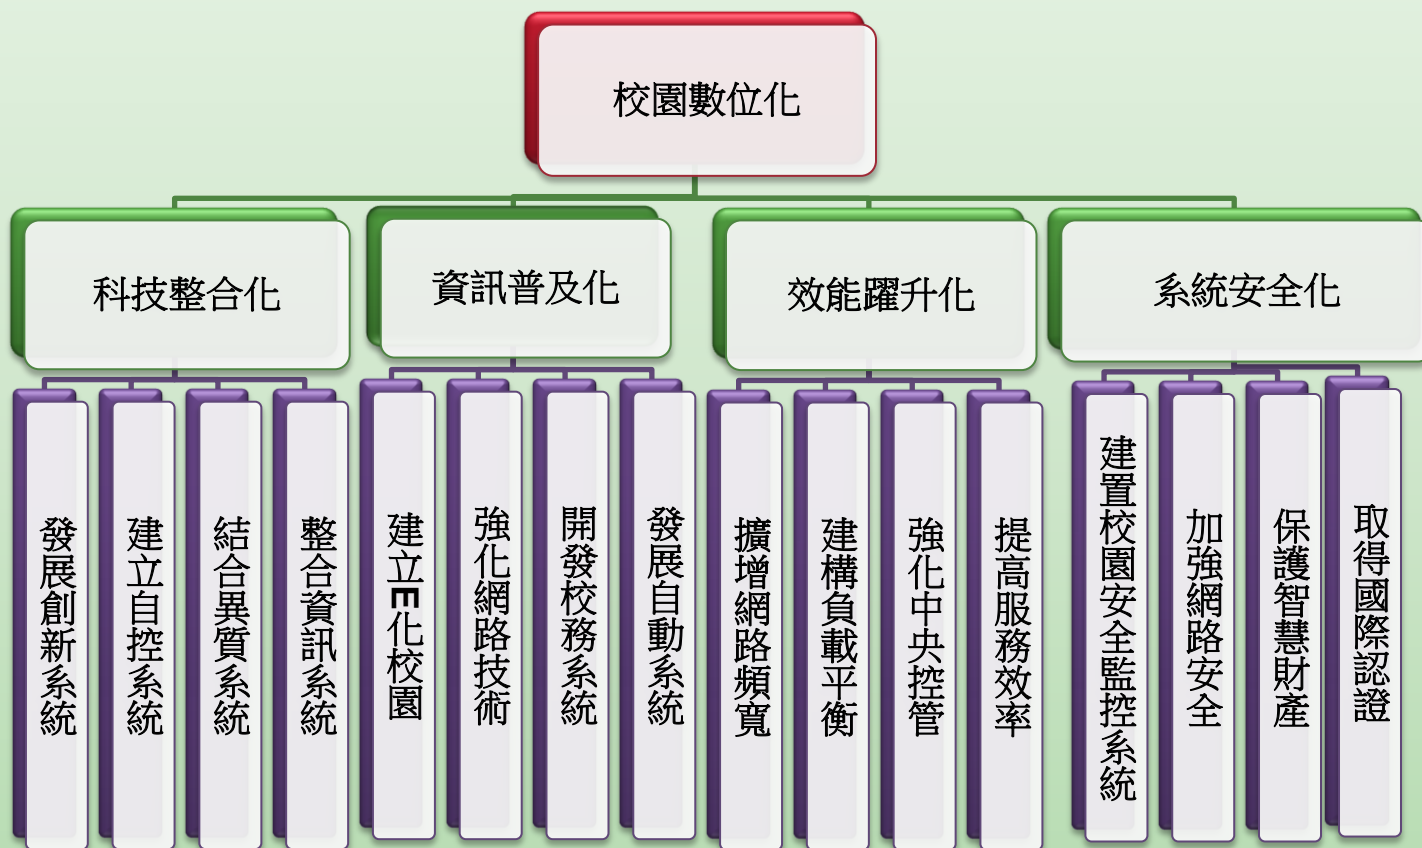 校園數位化
科技整合化
資訊普及化
效能躍升化
系統安全化
發展創新系統
建立自控系統
結合異質系統
整合資訊系統
建立E化校園
強化網路技術
開發校務系統
發展自動系統
擴增網路頻寬
建構負載平衡
強化中央控管
提高服務效率
建置校園安全監控系統
加強網路安全
保護智慧財產
取得國際認證